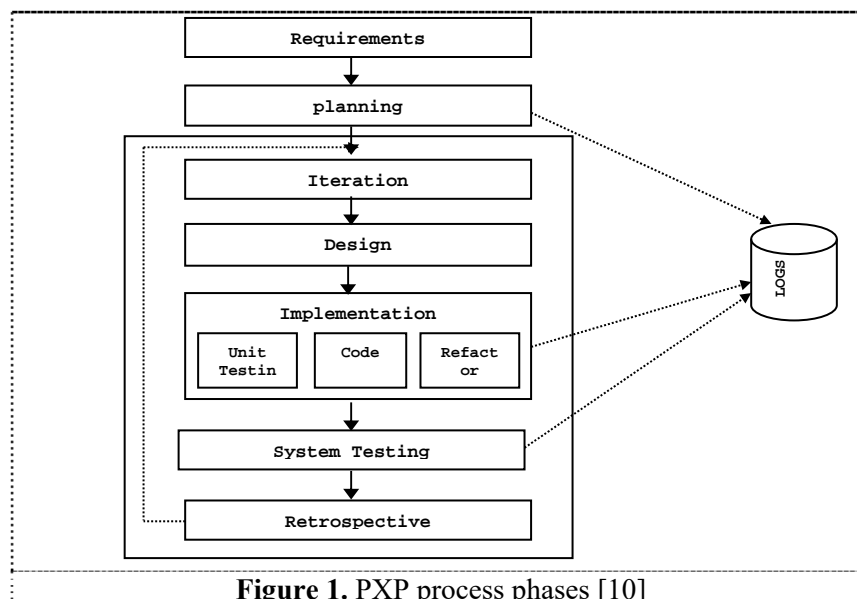 Requirements
planning
Iteration
Design
LOGS
Implementation
Unit
Testin
Code
Refact
or
System Testing
Retrospective
Figure 1. PXP process phases [10]